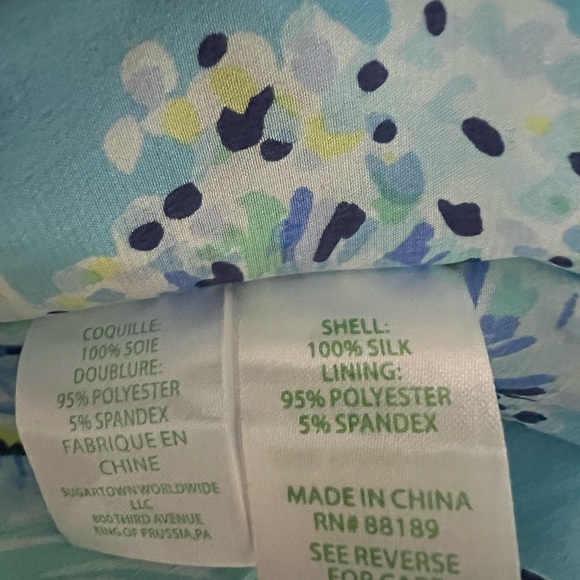 COQUILLE:
100% SOIE
DOUBLURE:
95% POLYESTER
5% SPANDEX
FABRIQUE EN
CHINE
SUGARTOWN WORLDWIDE
LLC
800 THIRD AVENUE
KING OF PRUSSIA,PA
SHELL:
100% SILK
LINING:
95% POLYESTER
5% SPANDEX
MADE IN CHINA
RN# 88189
SEE REVERSE
FOR